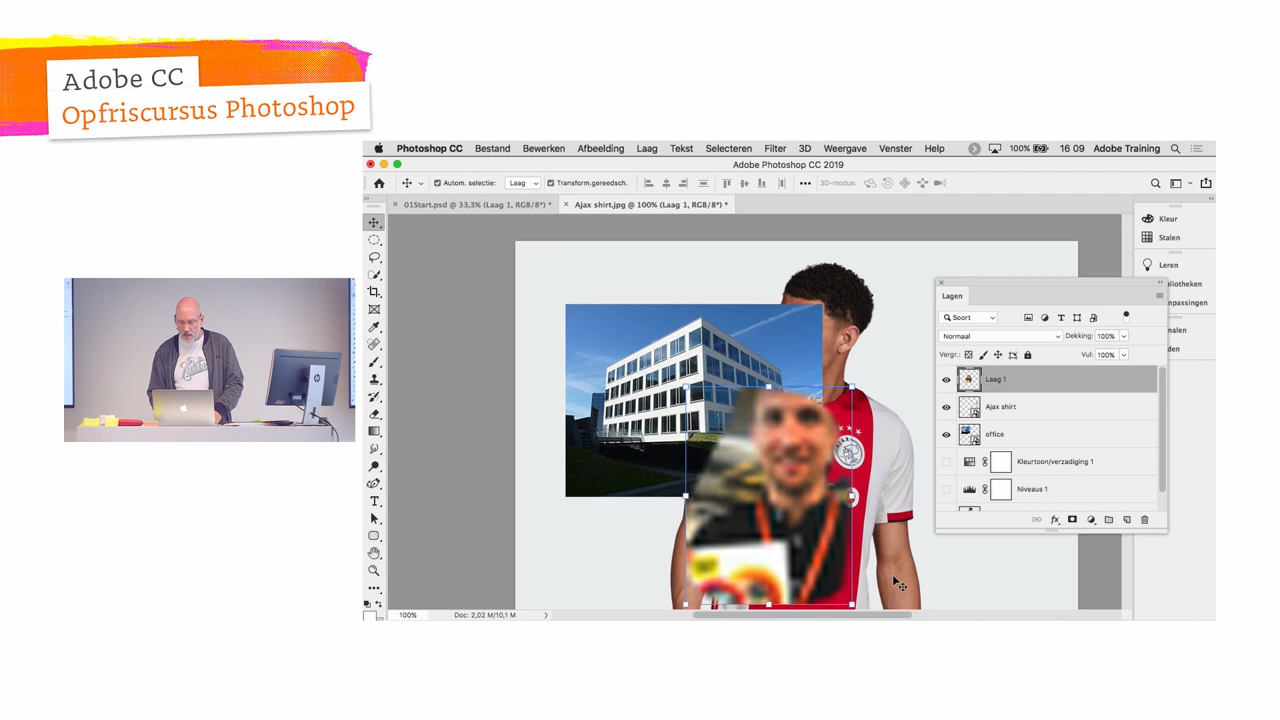 Adobe CC
Opfriscursus Photoshop
Photoshop CC Bestand Bewerken Afbeelding Laag Tekst Selecteren Filter 3D Weergave Venster Help 100% 16 09 Adobe Training
Adobe Photoshop CC 2019
Autom. selectie: Laag Transform.gereedsch. 3D-modus:
01Start.psd @ 33,3% (Laag 1, RGB/8*) * Ajax shirt.jpg @ 100% (Laag 1, RGB/8*) *
Kleur
Stalen
Leren
Lagen
Soort
Normaal Dekking: 100%
Vergr.: Vul: 100%
Laag 1
Ajax shirt
office
Kleurtoon/verzadiging 1
Niveaus 1
AJAX
hp
100% Doc: 2,02 M/10,1 M